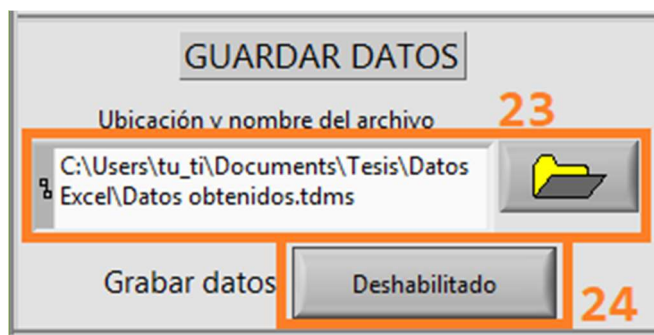 GUARDAR DATOS
Ubicación y nombre del archivo
23
C:\Users\tu_ti\Documents\Tesis\Datos
Excel\Datos obtenidos.tdms
Grabar datos
Deshabilitado
24